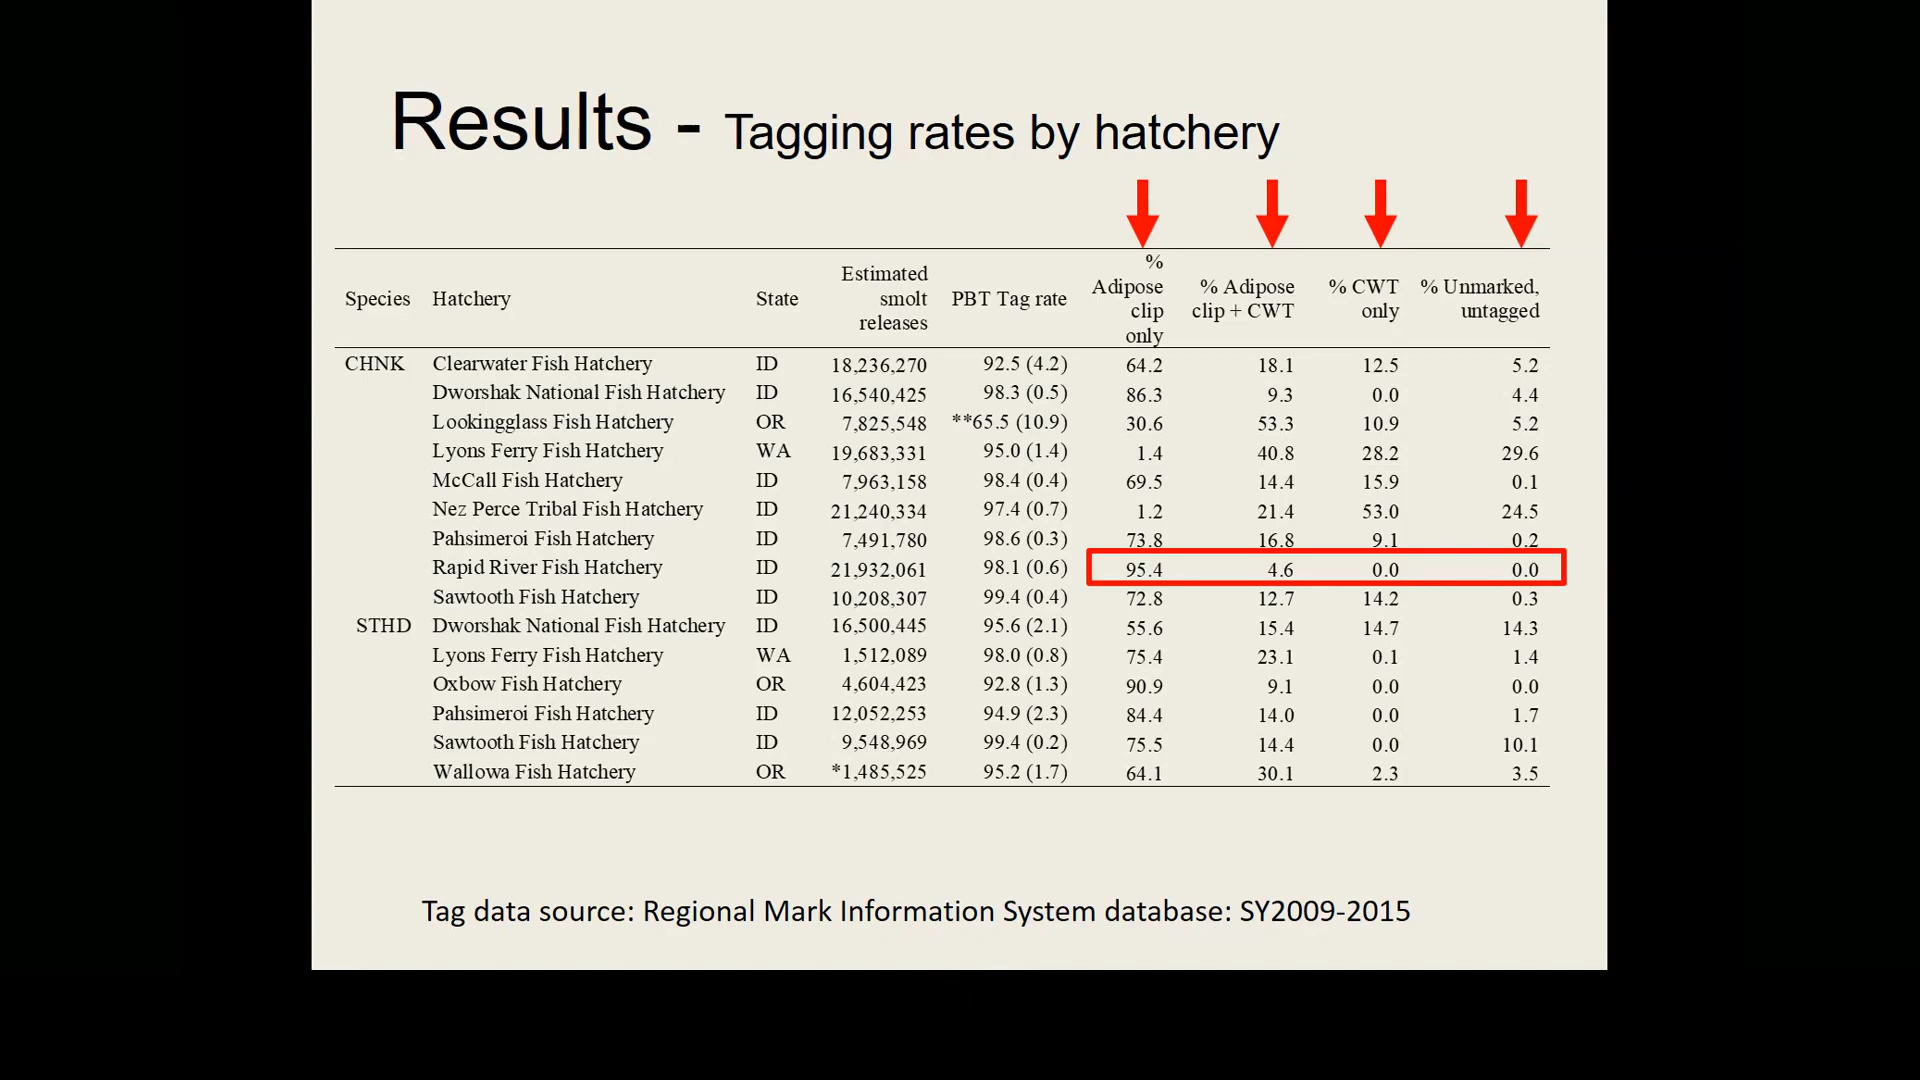 Results - Tagging rates by hatchery
Species Hatchery State Estimated smolt releases PBT Tag rate % Adipose clip only % Adipose clip + CWT % CWT only % Unmarked, untagged
CHNK Clearwater Fish Hatchery ID 18,236,270 92.5 (4.2) 64.2 18.1 12.5 5.2
Dworshak National Fish Hatchery ID 16,540,425 98.3 (0.5) 86.3 9.3 0.0 4.4
Lookingglass Fish Hatchery OR 7,825,548 **65.5 (10.9) 30.6 53.3 10.9 5.2
Lyons Ferry Fish Hatchery WA 19,683,331 95.0 (1.4) 1.4 40.8 28.2 29.6
McCall Fish Hatchery ID 7,963,158 98.4 (0.4) 69.5 14.4 15.9 0.1
Nez Perce Tribal Fish Hatchery ID 21,240,334 97.4 (0.7) 1.2 21.4 53.0 24.5
Pahsimeroi Fish Hatchery ID 7,491,780 98.6 (0.3) 73.8 16.8 9.1 0.2
Rapid River Fish Hatchery ID 21,932,061 98.1 (0.6) 95.4 4.6 0.0 0.0
Sawtooth Fish Hatchery ID 10,208,307 99.4 (0.4) 72.8 12.7 14.2 0.3
STHD Dworshak National Fish Hatchery ID 16,500,445 95.6 (2.1) 55.6 15.4 14.7 14.3
Lyons Ferry Fish Hatchery WA 1,512,089 98.0 (0.8) 75.4 23.1 0.1 1.4
Oxbow Fish Hatchery OR 4,604,423 92.8 (1.3) 90.9 9.1 0.0 0.0
Pahsimeroi Fish Hatchery ID 12,052,253 94.9 (2.3) 84.4 14.0 0.0 1.7
Sawtooth Fish Hatchery ID 9,548,969 99.4 (0.2) 75.5 14.4 0.0 10.1
Wallowa Fish Hatchery OR *1,485,525 95.2 (1.7) 64.1 30.1 2.3 3.5
Tag data source: Regional Mark Information System database: SY2009-2015